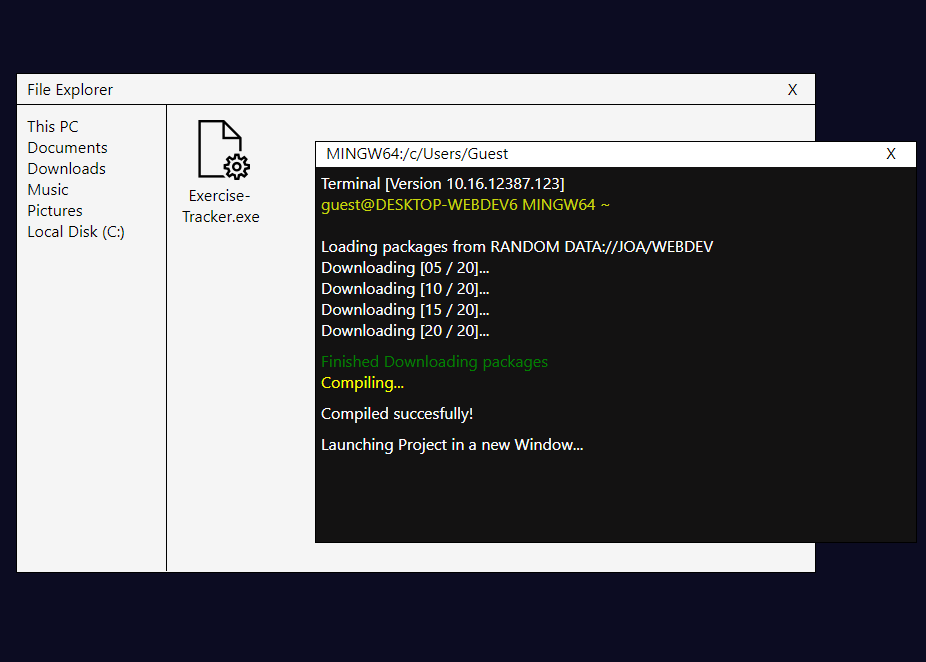 File Explorer
X
This PC
Documents
Downloads
Music
Pictures
Local Disk (C:)
Exercise-
Tracker.exe
MINGW64:/c/Users/Guest
X
Terminal [Version 10.16.12387.123]
guest@DESKTOP-WEBDEV6 MINGW64 ~
Loading packages from RANDOM DATA://JOA/WEBDEV
Downloading [05 / 20]...
Downloading [10 / 20]...
Downloading [15 / 20]...
Downloading [20 / 20]...
Finished Downloading packages
Compiling...
Compiled succesfully!
Launching Project in a new Window...